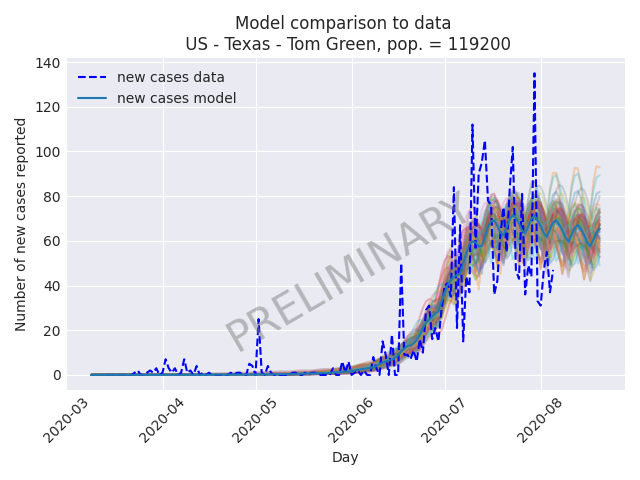 Model comparison to data
US - Texas - Tom Green, pop. = 119200
new cases data
new cases model
PRELIMINARY
Number of new cases reported
140
120
100
80
60
40
20
0
2020-03
2020-04
2020-05
2020-06
2020-07
2020-08
Day